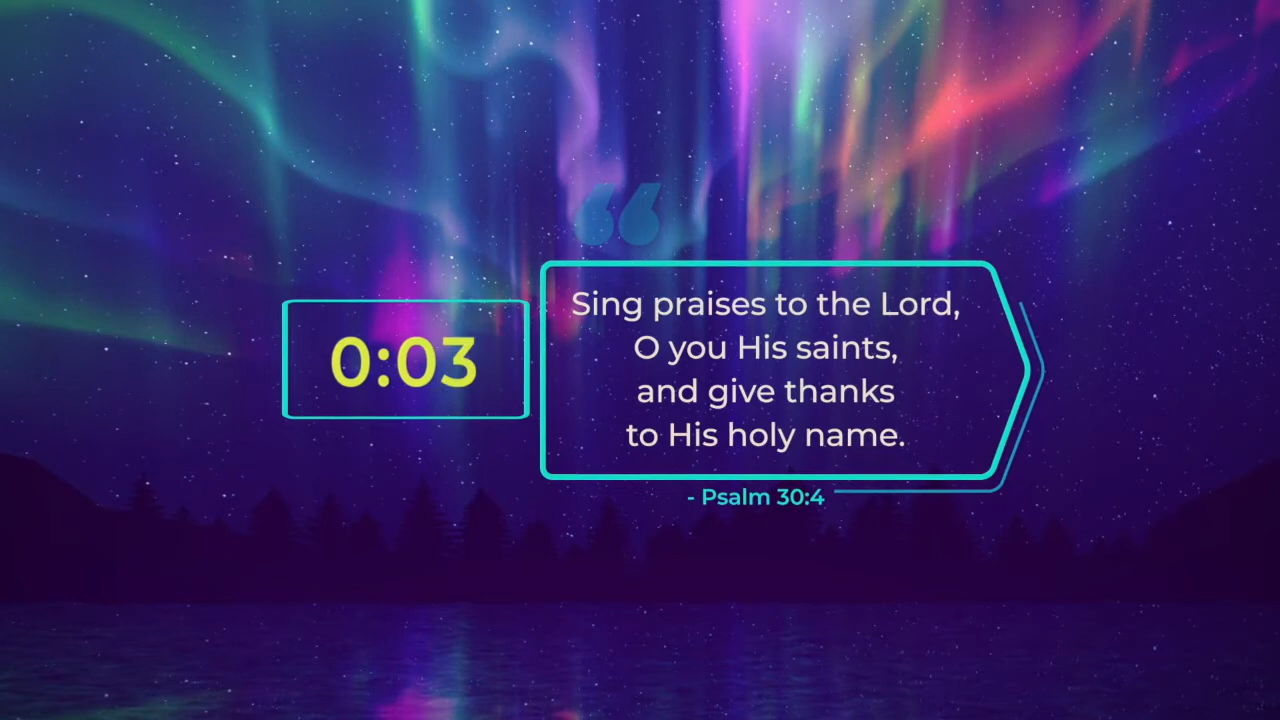 0:03
“
Sing praises to the Lord,
O you His saints,
and give thanks
to His holy name.
- Psalm 30:4